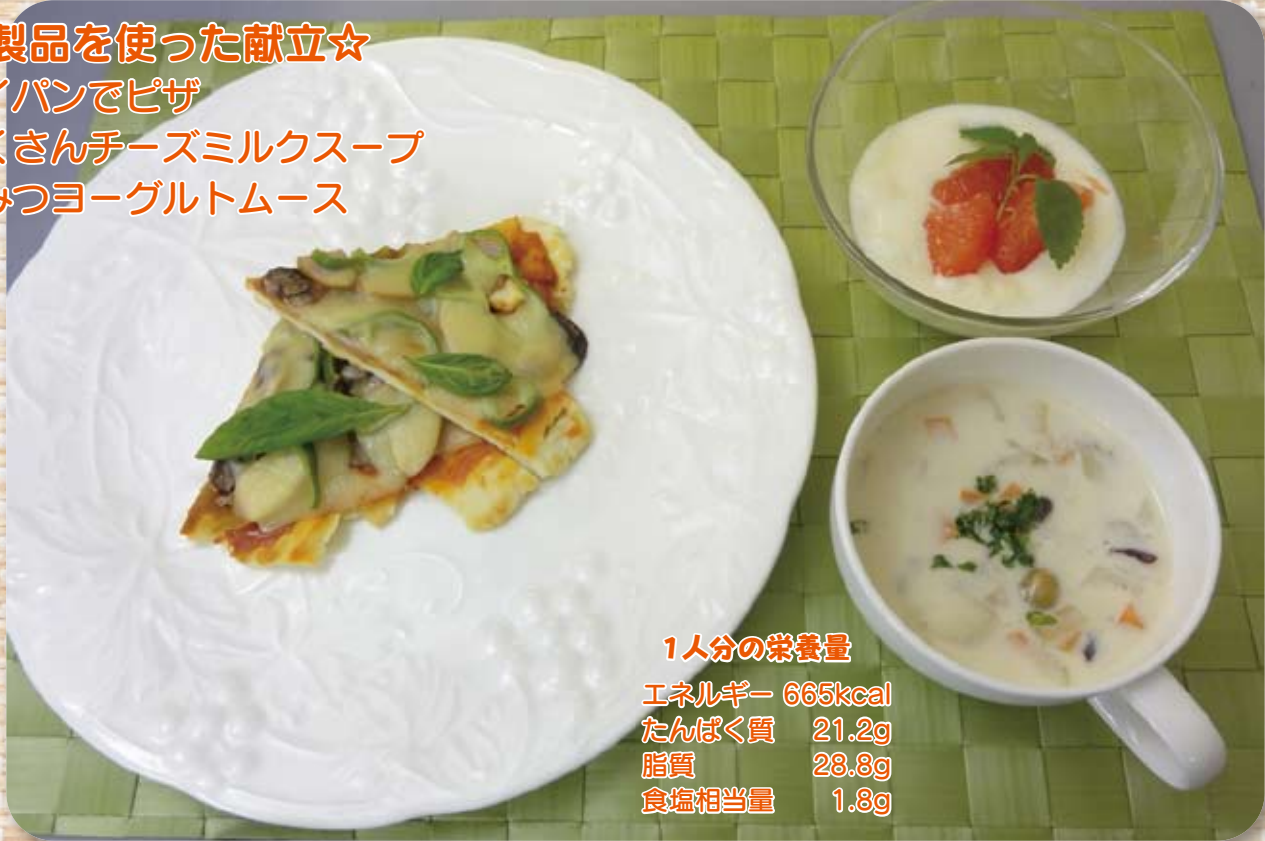 製品を使った献立☆
イパンでピザ
くさんチーズミルクスープ
みつヨーグルトムース
1人分の栄養量
エネルギー 665kcal
たんぱく質 21.2g
脂質 28.8g
食塩相当量 1.8g